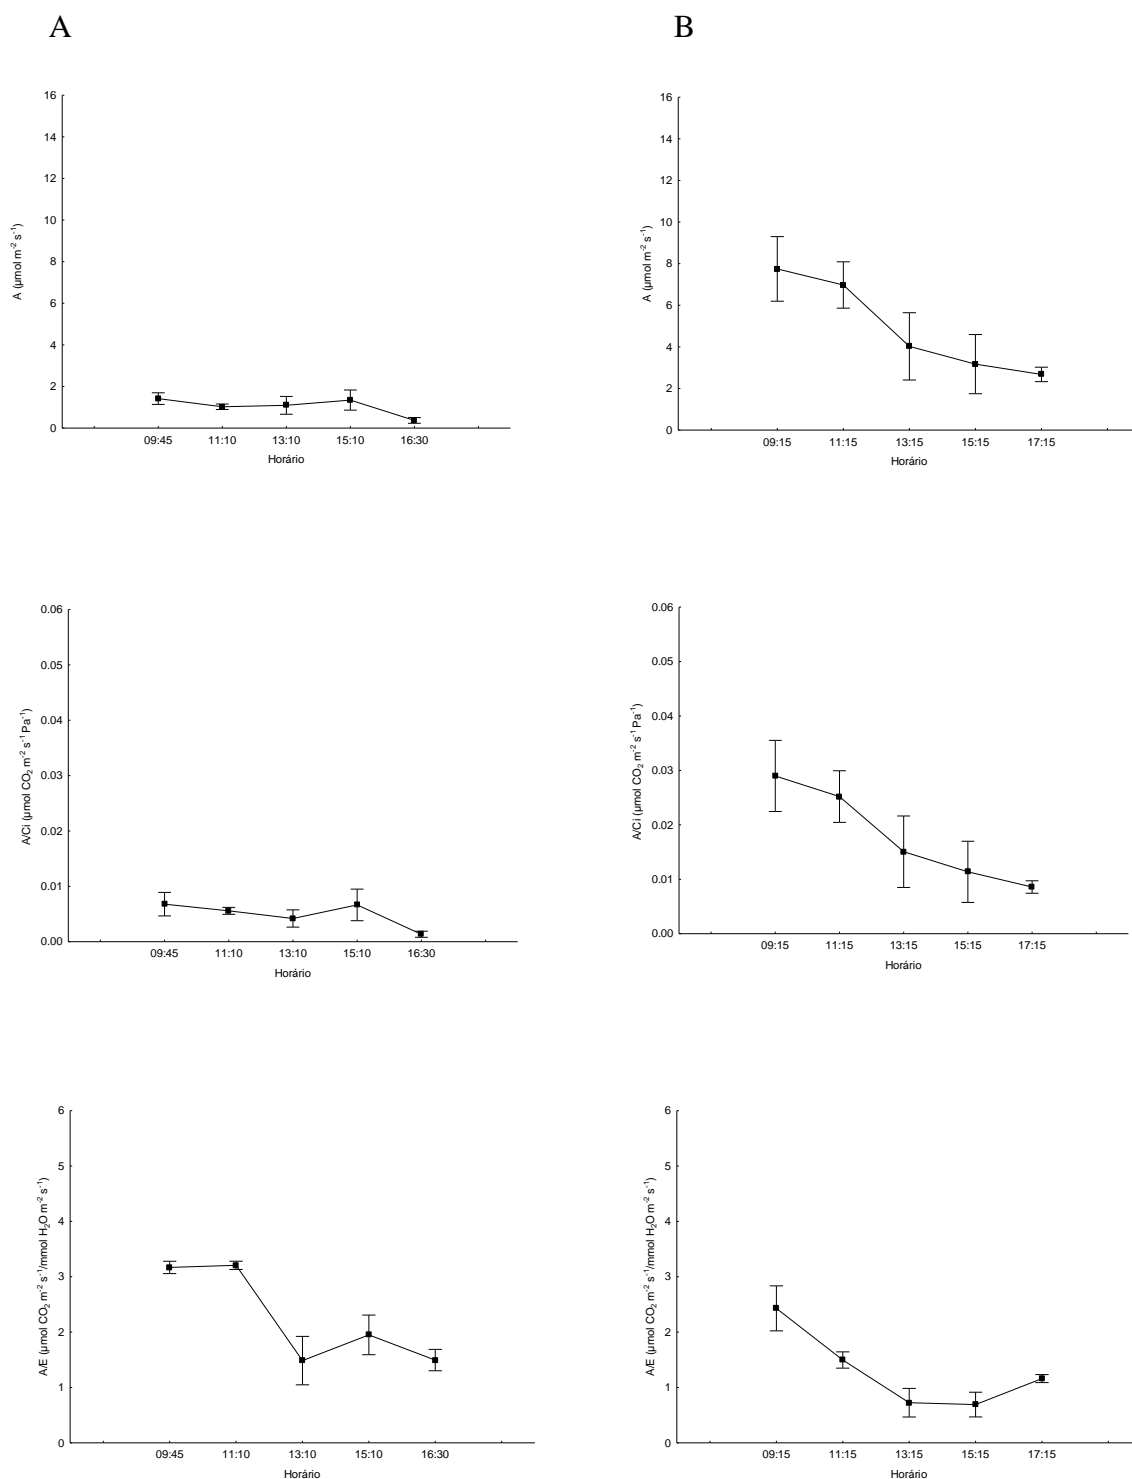 A
B
16
14
12
10
8
6
4
2
0
A (µmol m⁻² s⁻¹)
09:45 11:10 13:10 15:10 16:30
Horário
16
14
12
10
8
6
4
2
0
A (µmol m⁻² s⁻¹)
09:15 11:15 13:15 15:15 17:15
Horário
0.06
0.05
0.04
0.03
0.02
0.01
0.00
A/Ci (µmol CO₂ m⁻² s⁻¹ Pa⁻¹)
09:45 11:10 13:10 15:10 16:30
Horário
0.06
0.05
0.04
0.03
0.02
0.01
0.00
A/Ci (µmol CO₂ m⁻² s⁻¹ Pa⁻¹)
09:15 11:15 13:15 15:15 17:15
Horário
6
5
4
3
2
1
0
A/E (µmol CO₂ m⁻² s⁻¹/mmol H₂O m⁻² s⁻¹)
09:45 11:10 13:10 15:10 16:30
Horário
6
5
4
3
2
1
0
A/E (µmol CO₂ m⁻² s⁻¹/mmol H₂O m⁻² s⁻¹)
09:15 11:15 13:15 15:15 17:15
Horário